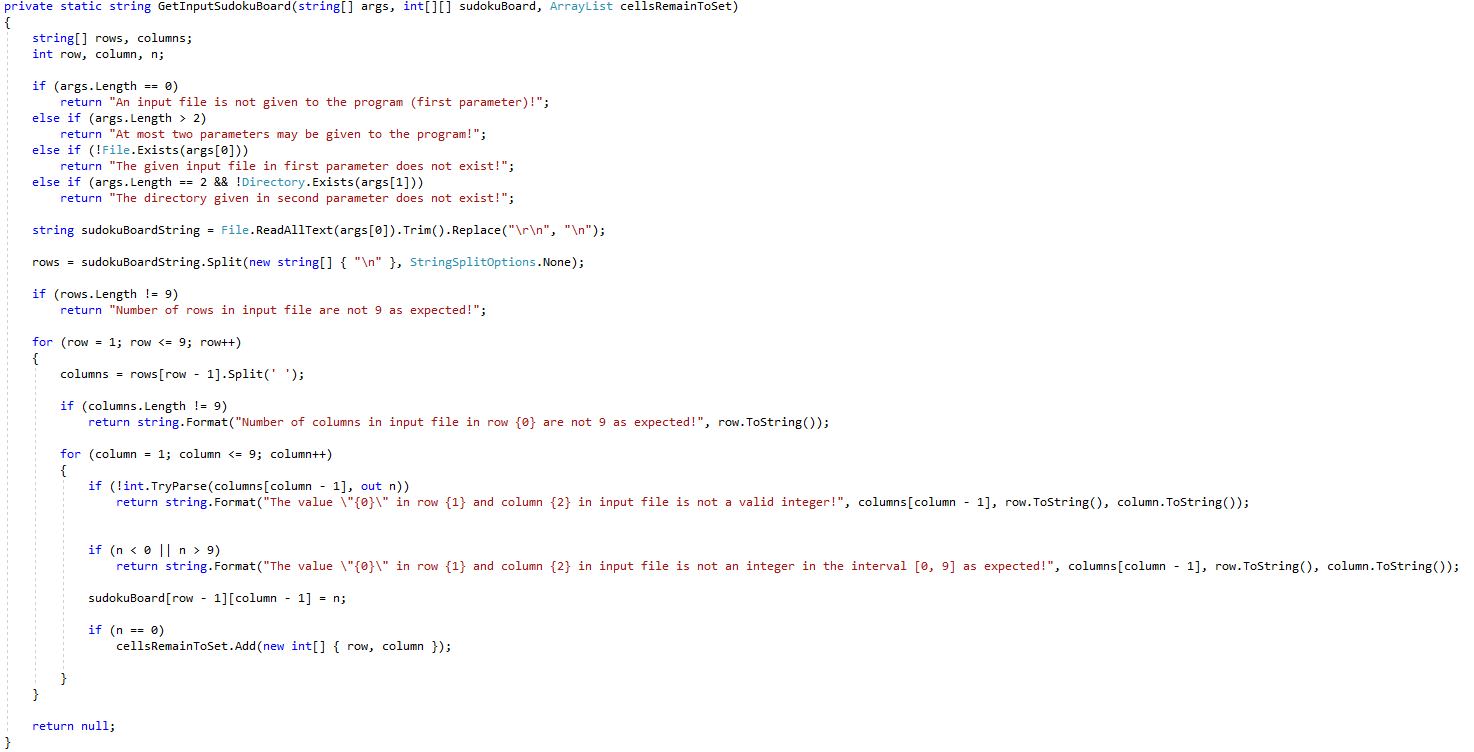 private static string GetInputSudokuBoard(string[] args, int[][] sudokuBoard, ArrayList cellsRemainToSet)
{
    string[] rows, columns;
    int row, column, n;

    if (args.Length == 0)
        return "An input file is not given to the program (first parameter)!";
    else if (args.Length > 2)
        return "At most two parameters may be given to the program!";
    else if (!File.Exists(args[0]))
        return "The given input file in first parameter does not exist!";
    else if (args.Length == 2 && !Directory.Exists(args[1]))
        return "The directory given in second parameter does not exist!";

    string sudokuBoardString = File.ReadAllText(args[0]).Trim().Replace("\r\n", "\n");

    rows = sudokuBoardString.Split(new string[] { "\n" }, StringSplitOptions.None);

    if (rows.Length != 9)
        return "Number of rows in input file are not 9 as expected!";

    for (row = 1; row <= 9; row++)
    {
        columns = rows[row - 1].Split(' ');

        if (columns.Length != 9)
            return string.Format("Number of columns in input file in row {0} are not 9 as expected!", row.ToString());

        for (column = 1; column <= 9; column++)
        {
            if (!int.TryParse(columns[column - 1], out n))
                return string.Format("The value \"{0}\" in row {1} and column {2} in input file is not a valid integer!", columns[column - 1], row.ToString(), column.ToString());


            if (n < 0 || n > 9)
                return string.Format("The value \"{0}\" in row {1} and column {2} in input file is not an integer in the interval [0, 9] as expected!", columns[column - 1], row.ToString(), column.ToString());

            sudokuBoard[row - 1][column - 1] = n;

            if (n == 0)
                cellsRemainToSet.Add(new int[] { row, column });

        }
    }

    return null;
}